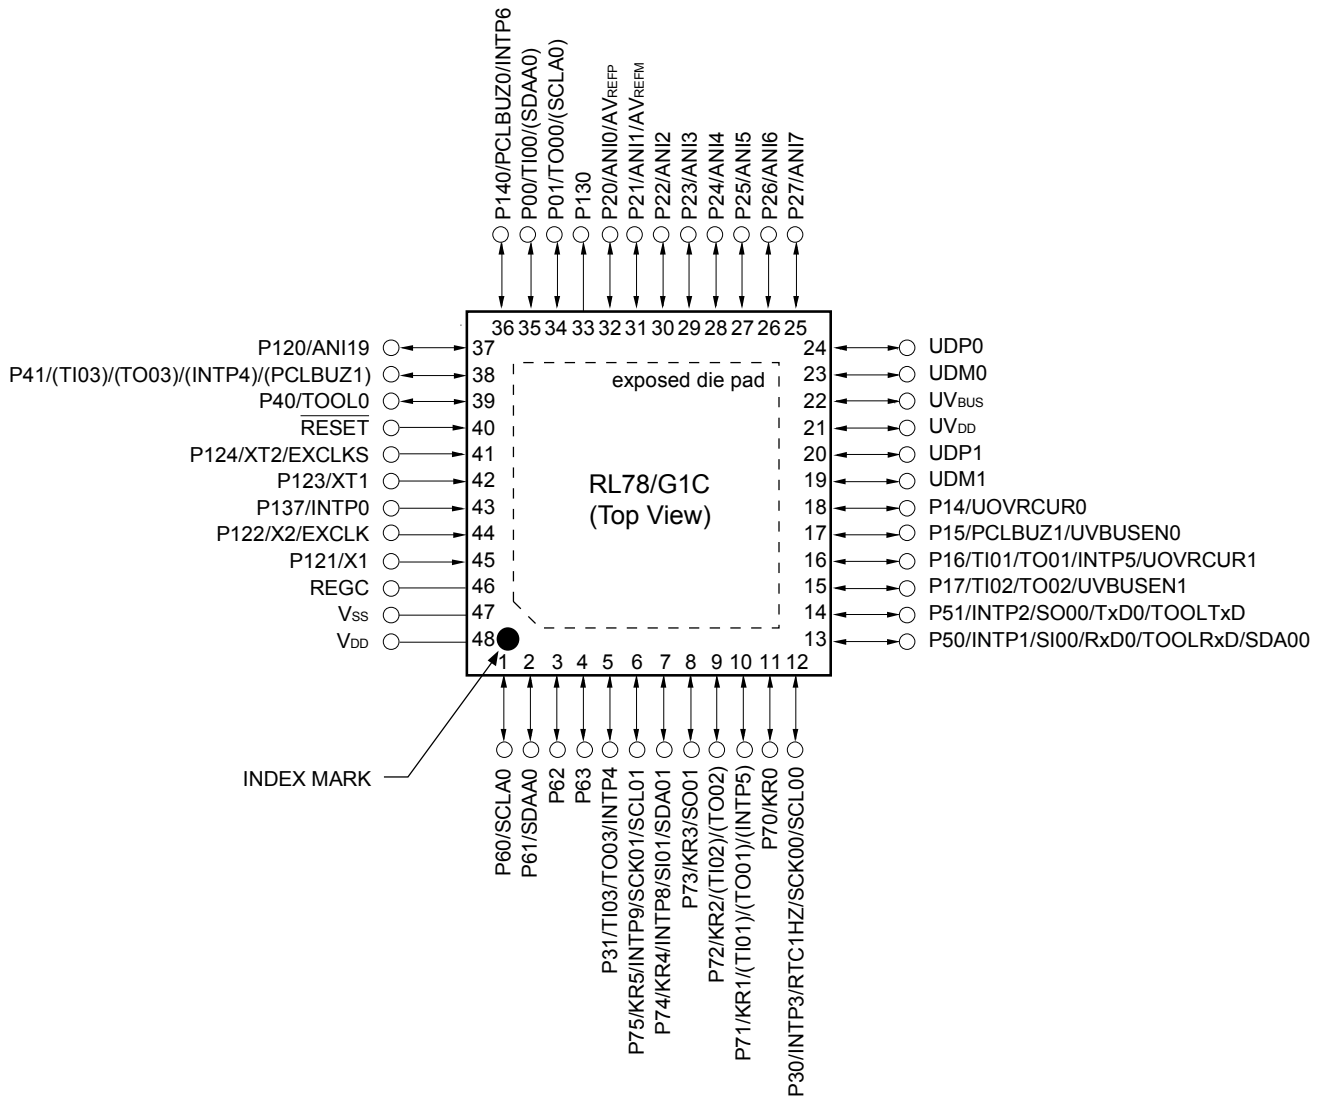 P140/PCLBUZ0/INTP6
P00/TI00/(SDAA0)
P01/TO00/(SCLA0)
P130
P20/ANI0/AVREFP
P21/ANI1/AVREFM
P22/ANI2
P23/ANI3
P24/ANI4
P25/ANI5
P26/ANI6
P27/ANI7
36 35 34 33 32 31 30 29 28 27 26 25
P120/ANI19 37
P41/(TI03)/(TO03)/(INTP4)/(PCLBUZ1) 38
P40/TOOL0 39
RESET 40
P124/XT2/EXCLKS 41
P123/XT1 42
P137/INTP0 43
P122/X2/EXCLK 44
P121/X1 45
REGC 46
VSS 47
VDD 48
exposed die pad
RL78/G1C
(Top View)
24 UDP0
23 UDM0
22 UVBUS
21 UVDD
20 UDP1
19 UDM1
18 P14/UOVRCUR0
17 P15/PCLBUZ1/UVBUSEN0
16 P16/TI01/TO01/INTP5/UOVRCUR1
15 P17/TI02/TO02/UVBUSEN1
14 P51/INTP2/SO00/TxD0/TOOLTxD
13 P50/INTP1/SI00/RxD0/TOOLRxD/SDA00
1 2 3 4 5 6 7 8 9 10 11 12
INDEX MARK
P60/SCLA0
P61/SDAA0
P62
P63
P31/TI03/TO03/INTP4
P75/KR5/INTP9/SCK01/SCL01
P74/KR4/INTP8/SI01/SDA01
P73/KR3/SO01
P72/KR2/(TI02)/(TO02)
P71/KR1/(TI01)/(TO01)/(INTP5)
P70/KR0
P30/INTP3/RTC1HZ/SCK00/SCL00